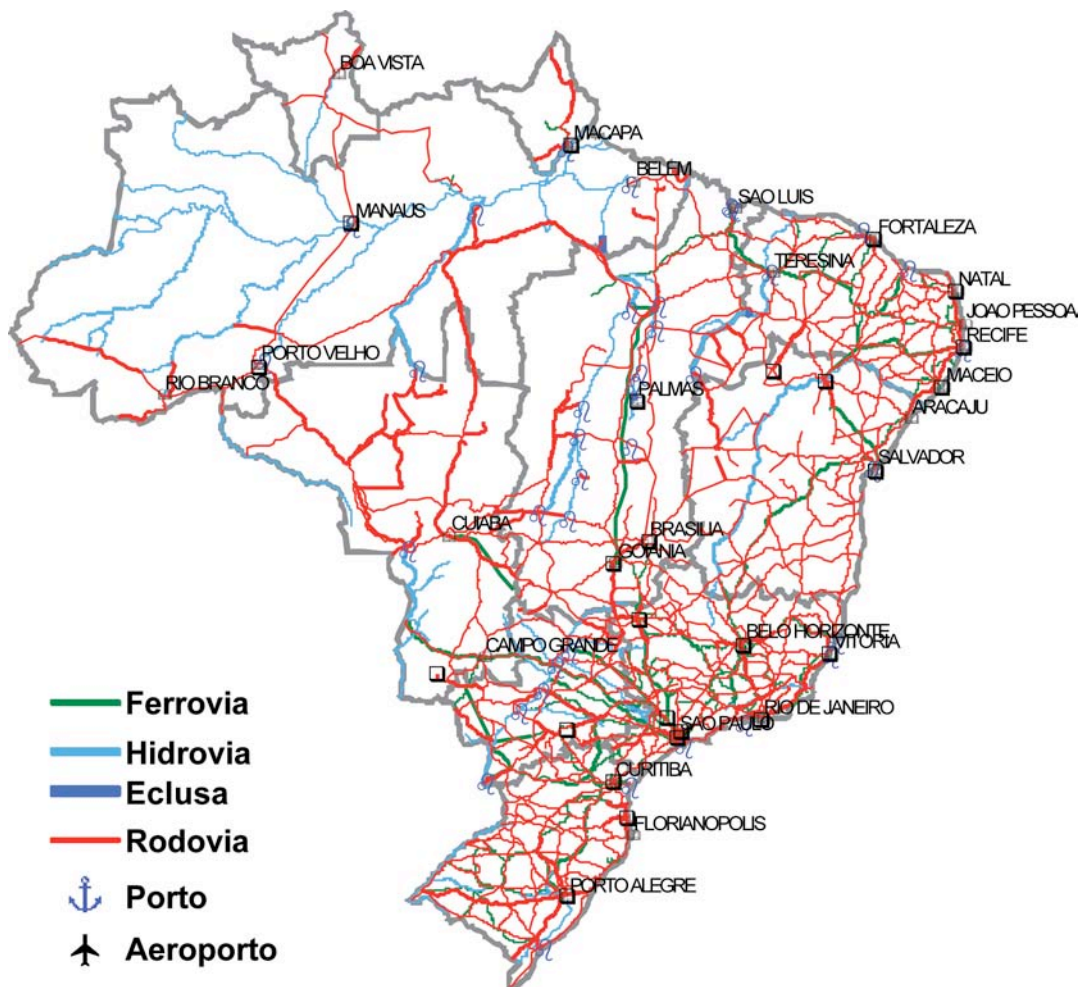 BOA VISTA
MACAPA
BELEM
SAO LUIS
MANAUS
FORTALEZA
TERESINA
NATAL
JOAO PESSOA
RECIFE
PORTO VELHO
RIO BRANCO
PALMAS
MACEIO
ARACAJU
SALVADOR
CUIABA
BRASILIA
GOIANIA
BELO HORIZONTE
VITORIA
CAMPO GRANDE
RIO DE JANEIRO
SAO PAULO
CURITIBA
FLORIANOPOLIS
PORTO ALEGRE
Ferrovia
Hidrovia
Eclusa
Rodovia
Porto
Aeroporto